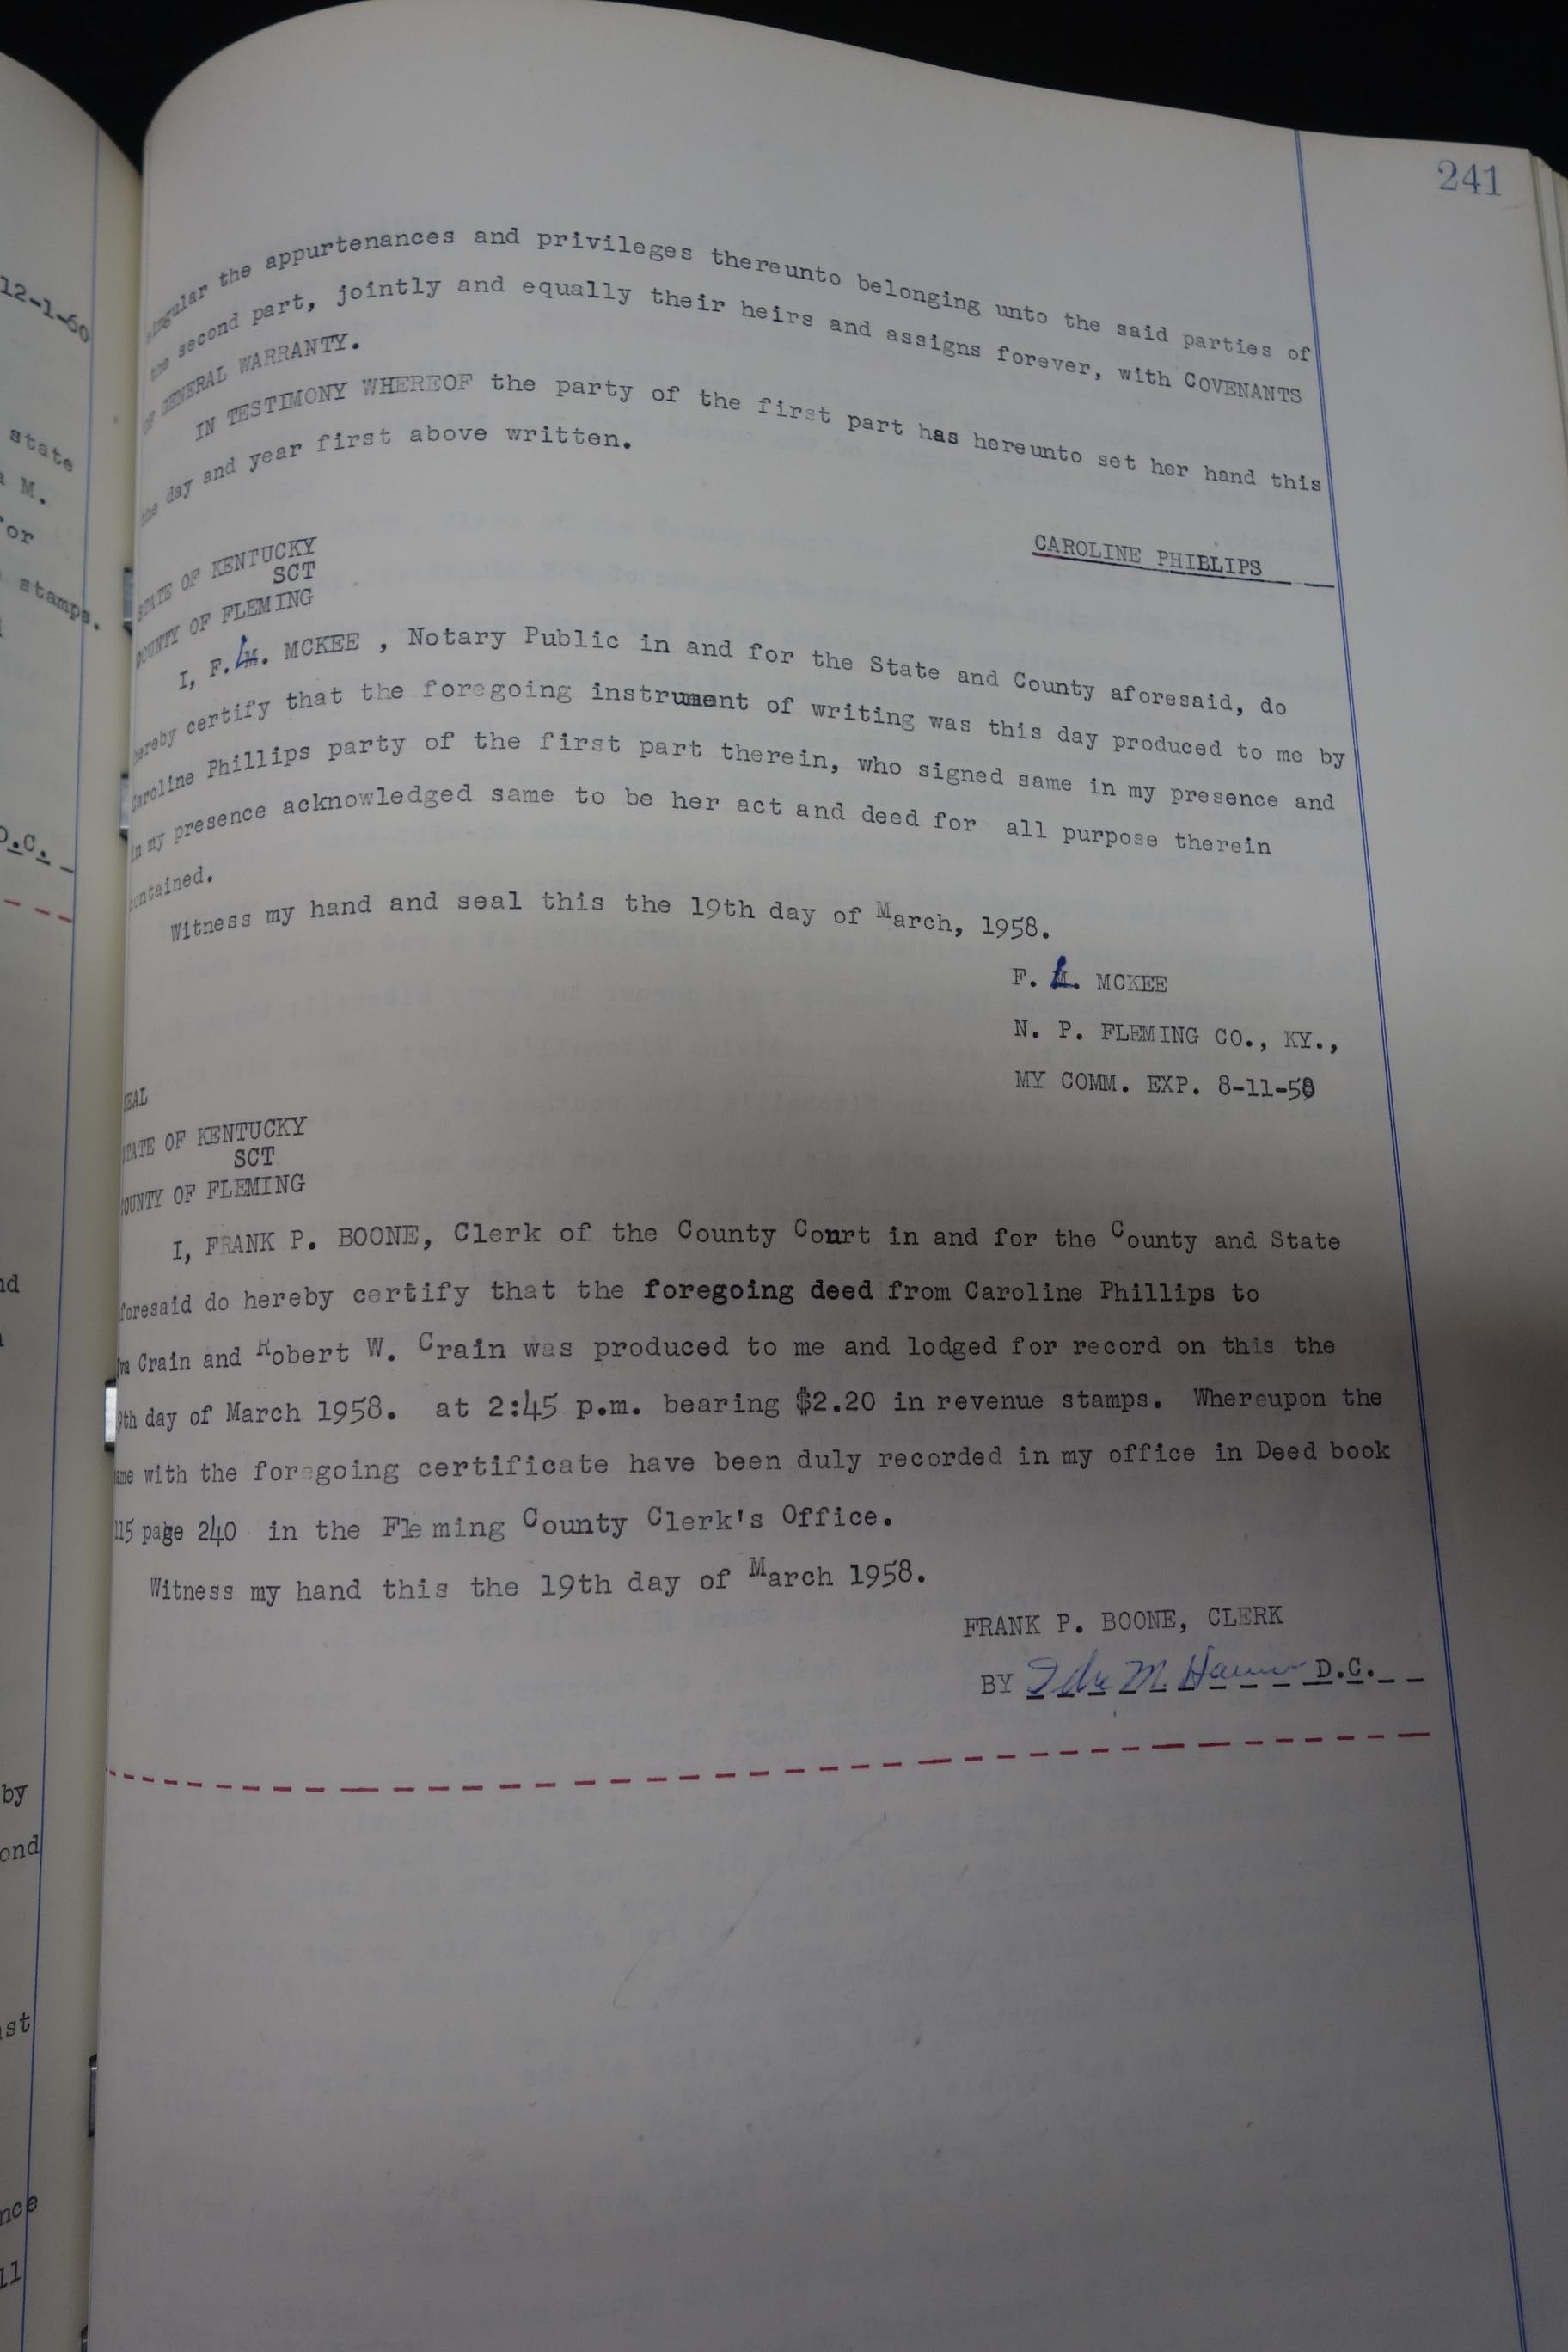 241
singular the appurtenances and privileges thereunto belonging unto the said parties of
the second part, jointly and equally their heirs and assigns forever, with COVENANTS
OF GENERAL WARRANTY.
IN TESTIMONY WHEREOF the party of the first part has hereunto set her hand this
the day and year first above written.
CAROLINE PHIBLIPS
STATE OF KENTUCKY
SCT
COUNTY OF FLEMING
I, F. L. MCKEE , Notary Public in and for the State and County aforesaid, do
hereby certify that the foregoing instrument of writing was this day produced to me by
Caroline Phillips party of the first part therein, who signed same in my presence and
in my presence acknowledged same to be her act and deed for all purpose therein
contained.
Witness my hand and seal this the 19th day of March, 1958.
F. L. MCKEE
N. P. FLEMING CO., KY.,
MY COMM. EXP. 8-11-59
SEAL
STATE OF KENTUCKY
SCT
COUNTY OF FLEMING
I, FRANK P. BOONE, Clerk of the County Court in and for the County and State
aforesaid do hereby certify that the foregoing deed from Caroline Phillips to
Crain and Robert W. Crain was produced to me and lodged for record on this the
9th day of March 1958. at 2:45 p.m. bearing $2.20 in revenue stamps. Whereupon the
ame with the foregoing certificate have been duly recorded in my office in Deed book
115 page 240 in the Fleming County Clerk's Office.
Witness my hand this the 19th day of March 1958.
FRANK P. BOONE, CLERK
BY M. D.C.
12-1-60
state
M.
or
stamps.
D.C.
nd
by
ond
ast
nce
ll